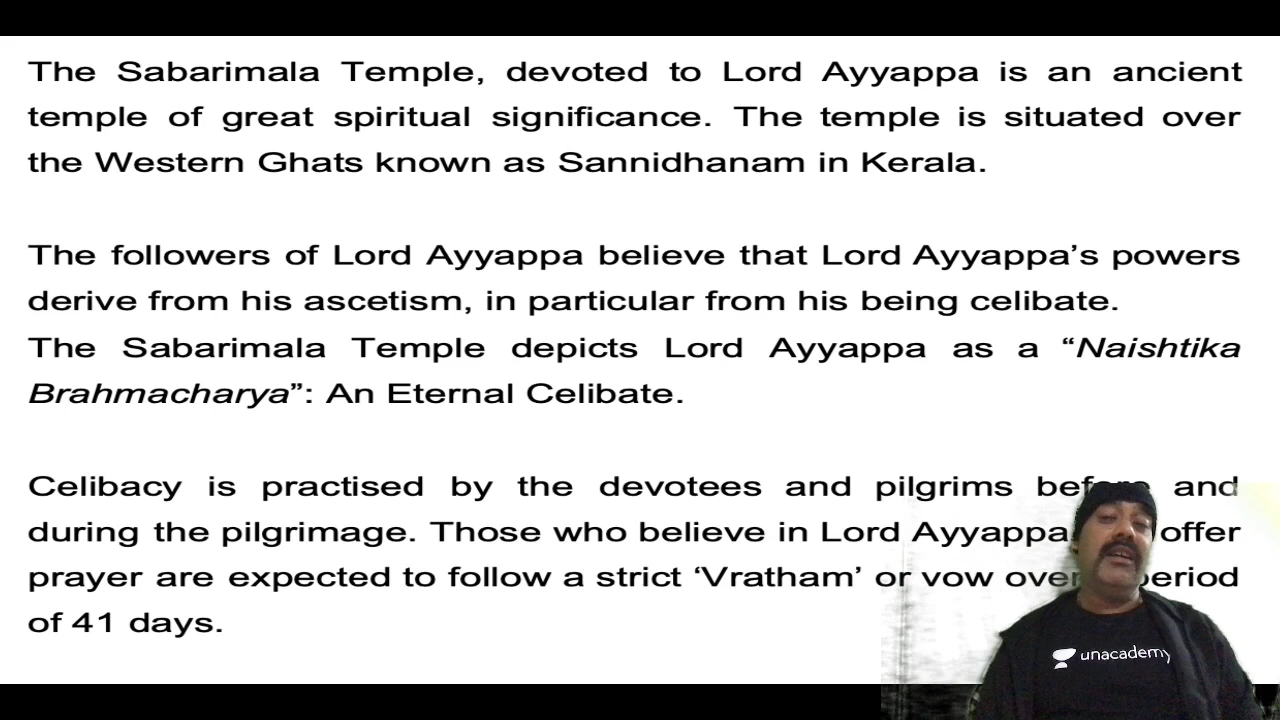 The Sabarimala Temple, devoted to Lord Ayyappa is an ancient
temple of great spiritual significance. The temple is situated over
the Western Ghats known as Sannidhanam in Kerala.
The followers of Lord Ayyappa believe that Lord Ayyappa’s powers
derive from his ascetism, in particular from his being celibate.
The Sabarimala Temple depicts Lord Ayyappa as a “Naishtika
Brahmacharya”: An Eternal Celibate.
Celibacy is practised by the devotees and pilgrims before and
during the pilgrimage. Those who believe in Lord Ayyappa offer
prayer are expected to follow a strict ‘Vratham’ or vow over period
of 41 days.
unacademy